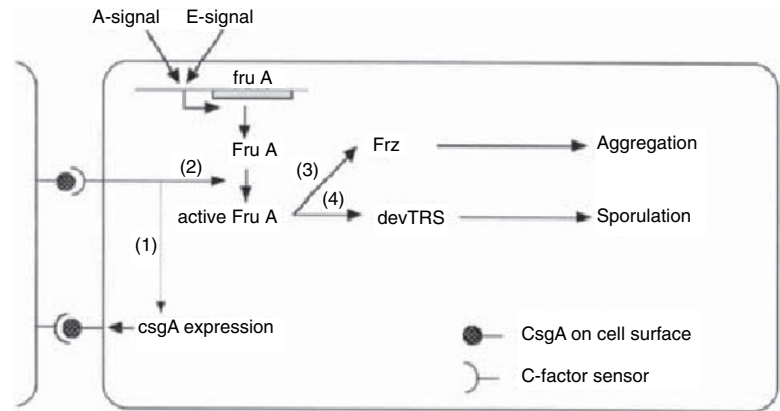 A-signal E-signal
fru A
Fru A
Frz
Aggregation
(2)
(3)
(4)
active Fru A
devTRS
Sporulation
(1)
csgA expression
CsgA on cell surface
C-factor sensor